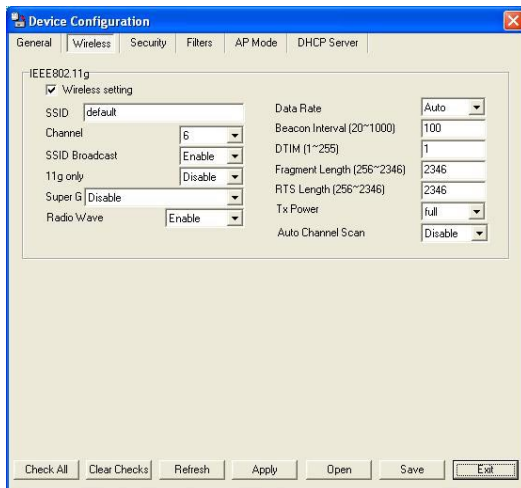 Device Configuration
General Wireless Security Filters AP Mode DHCP Server
IEEE802.11g
Wireless setting
SSID default
Channel 6
SSID Broadcast Enable
11g only Disable
Super G Disable
Radio Wave Enable
Data Rate Auto
Beacon Interval (20~1000) 100
DTIM (1~255) 1
Fragment Length (256~2346) 2346
RTS Length (256~2346) 2346
Tx Power full
Auto Channel Scan Disable
Check All Clear Checks Refresh Apply Open Save Exit